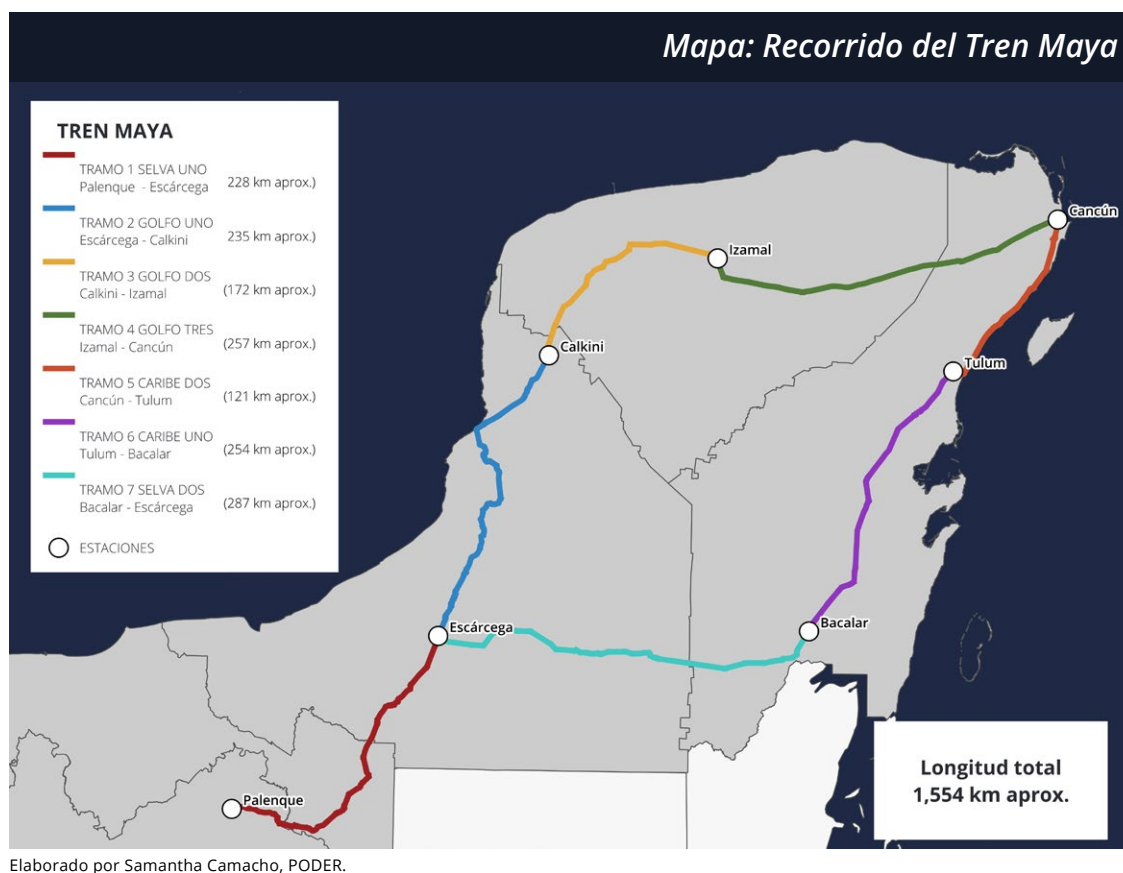 Mapa: Recorrido del Tren Maya
TREN MAYA
TRAMO 1 SELVA UNO
Palenque - Escárcega 228 km aprox.)
TRAMO 2 GOLFO UNO
Escárcega - Calkini 235 km aprox.)
TRAMO 3 GOLFO DOS
Calkini - Izamal (172 km aprox.)
TRAMO 4 GOLFO TRES
Izamal - Cancún (257 km aprox.)
TRAMO 5 CARIBE DOS
Cancún - Tulum (121 km aprox.)
TRAMO 6 CARIBE UNO
Tulum - Bacalar (254 km aprox.)
TRAMO 7 SELVA DOS
Bacalar - Escárcega (287 km aprox.)
ESTACIONES
Cancún
Izamal
Calkini
Tulum
Escárcega
Bacalar
Palenque
Longitud total
1,554 km aprox.
Elaborado por Samantha Camacho, PODER.